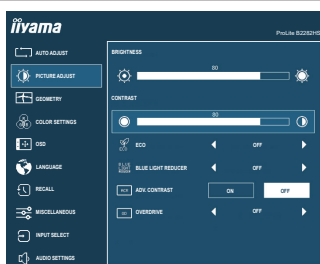 iiyama
ProLite B2282HS
AUTO ADJUST
PICTURE ADJUST
GEOMETRY
COLOR SETTINGS
OSD
LANGUAGE
RECALL
MISCELLANEOUS
INPUT SELECT
AUDIO SETTINGS
BRIGHTNESS
80
CONTRAST
80
ECO OFF
BLUE LIGHT REDUCER OFF
ADV. CONTRAST ON OFF
OVERDRIVE OFF